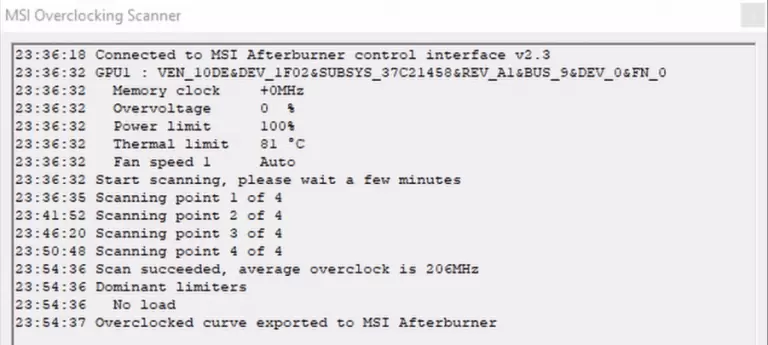 MSI Overclocking Scanner
23:36:18 Connected to MSI Afterburner control interface v2.3
23:36:32 GPU1 : VEN_10DE&DEV_1F02&SUBSYS_37C21458&REV_A1&BUS_9&DEV_0&FN_0
23:36:32 Memory clock +0MHz
23:36:32 Overvoltage 0 %
23:36:32 Power limit 100%
23:36:32 Thermal limit 81 °C
23:36:32 Fan speed 1 Auto
23:36:32 Start scanning, please wait a few minutes
23:36:35 Scanning point 1 of 4
23:41:52 Scanning point 2 of 4
23:46:20 Scanning point 3 of 4
23:50:48 Scanning point 4 of 4
23:54:36 Scan succeeded, average overclock is 206MHz
23:54:36 Dominant limiters
23:54:36 No load
23:54:37 Overclocked curve exported to MSI Afterburner